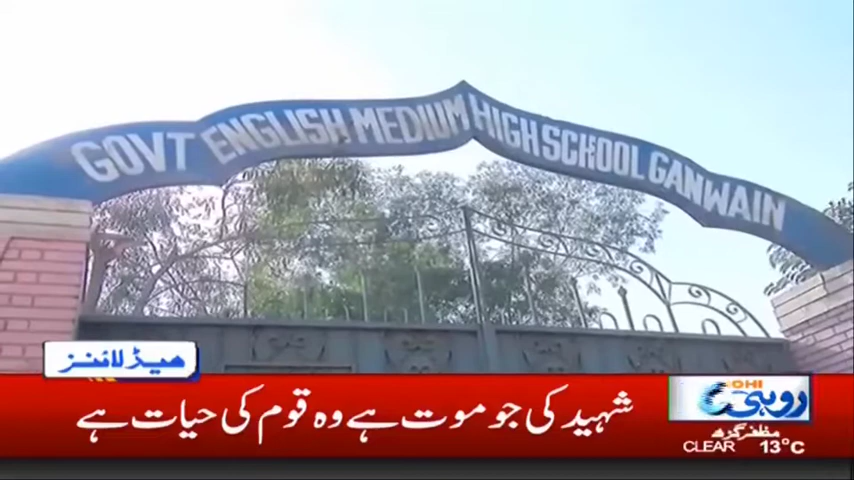 GOVT ENGLISH MEDIUM HIGH SCHOOL GANWAIN
ہیڈلائنز
شہید کی جو موت ہے وہ قوم کی حیات ہے
ROHI
روہی
مظفرگڑھ
CLEAR 13°C